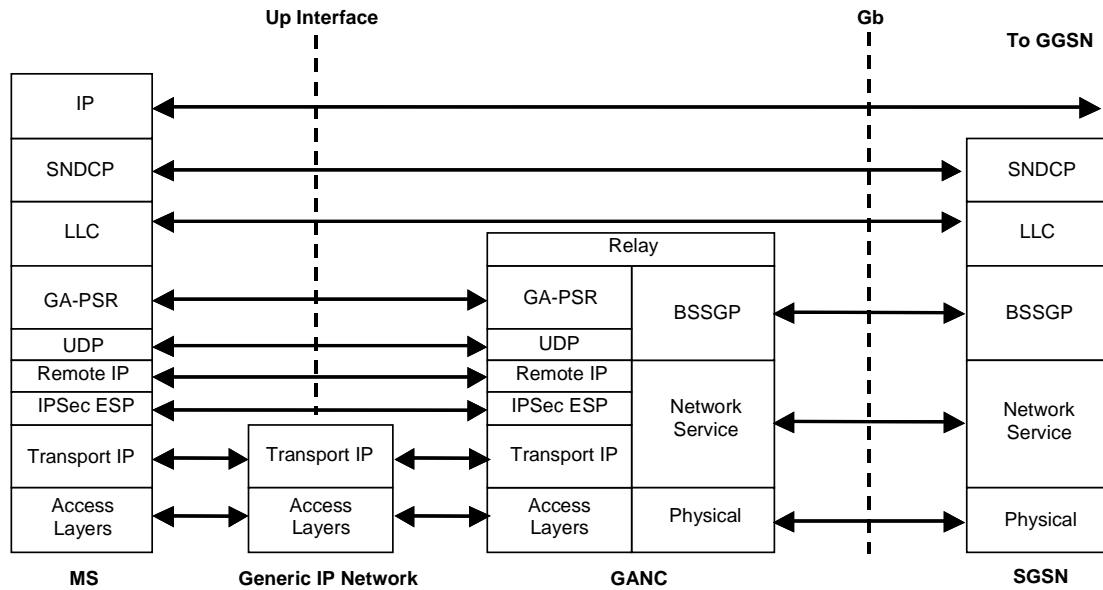 Up Interface
Gb
To GGSN
IP
SNDCP
SNDCP
LLC
LLC
Relay
GA-PSR
GA-PSR
BSSGP
BSSGP
UDP
UDP
Remote IP
Remote IP
IPSec ESP
IPSec ESP
Network
Service
Network
Service
Transport IP
Transport IP
Transport IP
Access
Layers
Access
Layers
Access
Layers
Physical
Physical
MS
Generic IP Network
GANC
SGSN